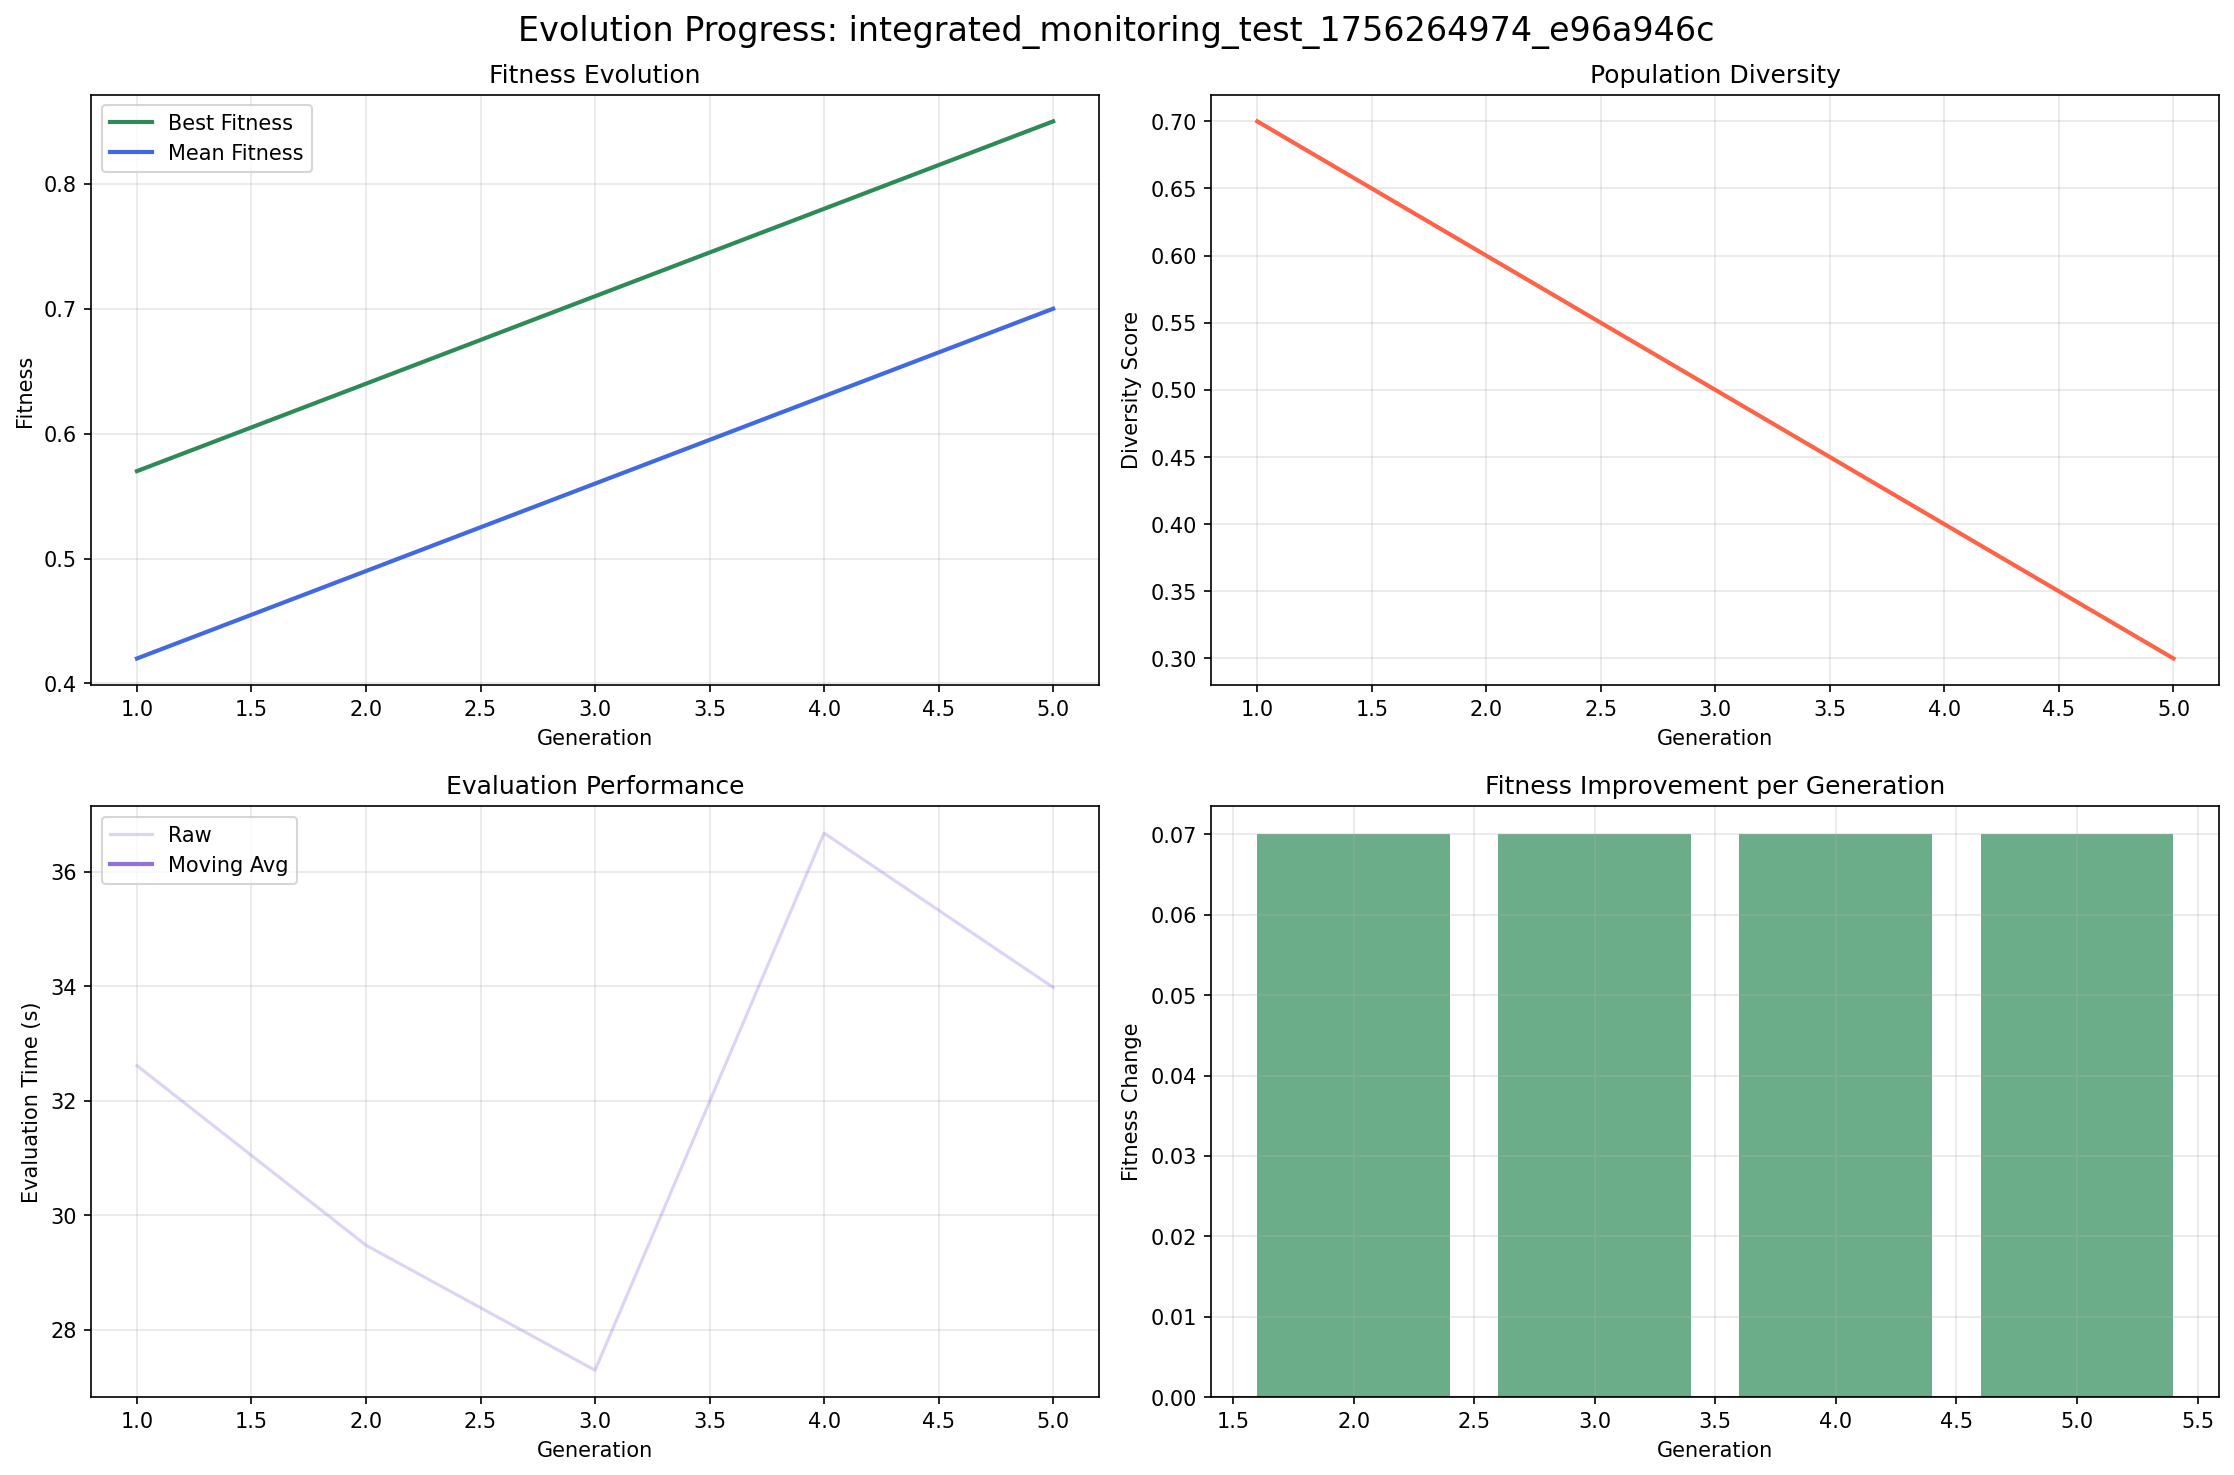 Evolution Progress: integrated_monitoring_test_1756264974_e96a946c
Fitness Evolution
Best Fitness
Mean Fitness
Fitness
0.8
0.7
0.6
0.5
0.4
1.0 1.5 2.0 2.5 3.0 3.5 4.0 4.5 5.0
Generation
Population Diversity
Diversity Score
0.70
0.65
0.60
0.55
0.50
0.45
0.40
0.35
0.30
1.0 1.5 2.0 2.5 3.0 3.5 4.0 4.5 5.0
Generation
Evaluation Performance
Raw
Moving Avg
Evaluation Time (s)
36
34
32
30
28
1.0 1.5 2.0 2.5 3.0 3.5 4.0 4.5 5.0
Generation
Fitness Improvement per Generation
Fitness Change
0.07
0.06
0.05
0.04
0.03
0.02
0.01
0.00
1.5 2.0 2.5 3.0 3.5 4.0 4.5 5.0 5.5
Generation